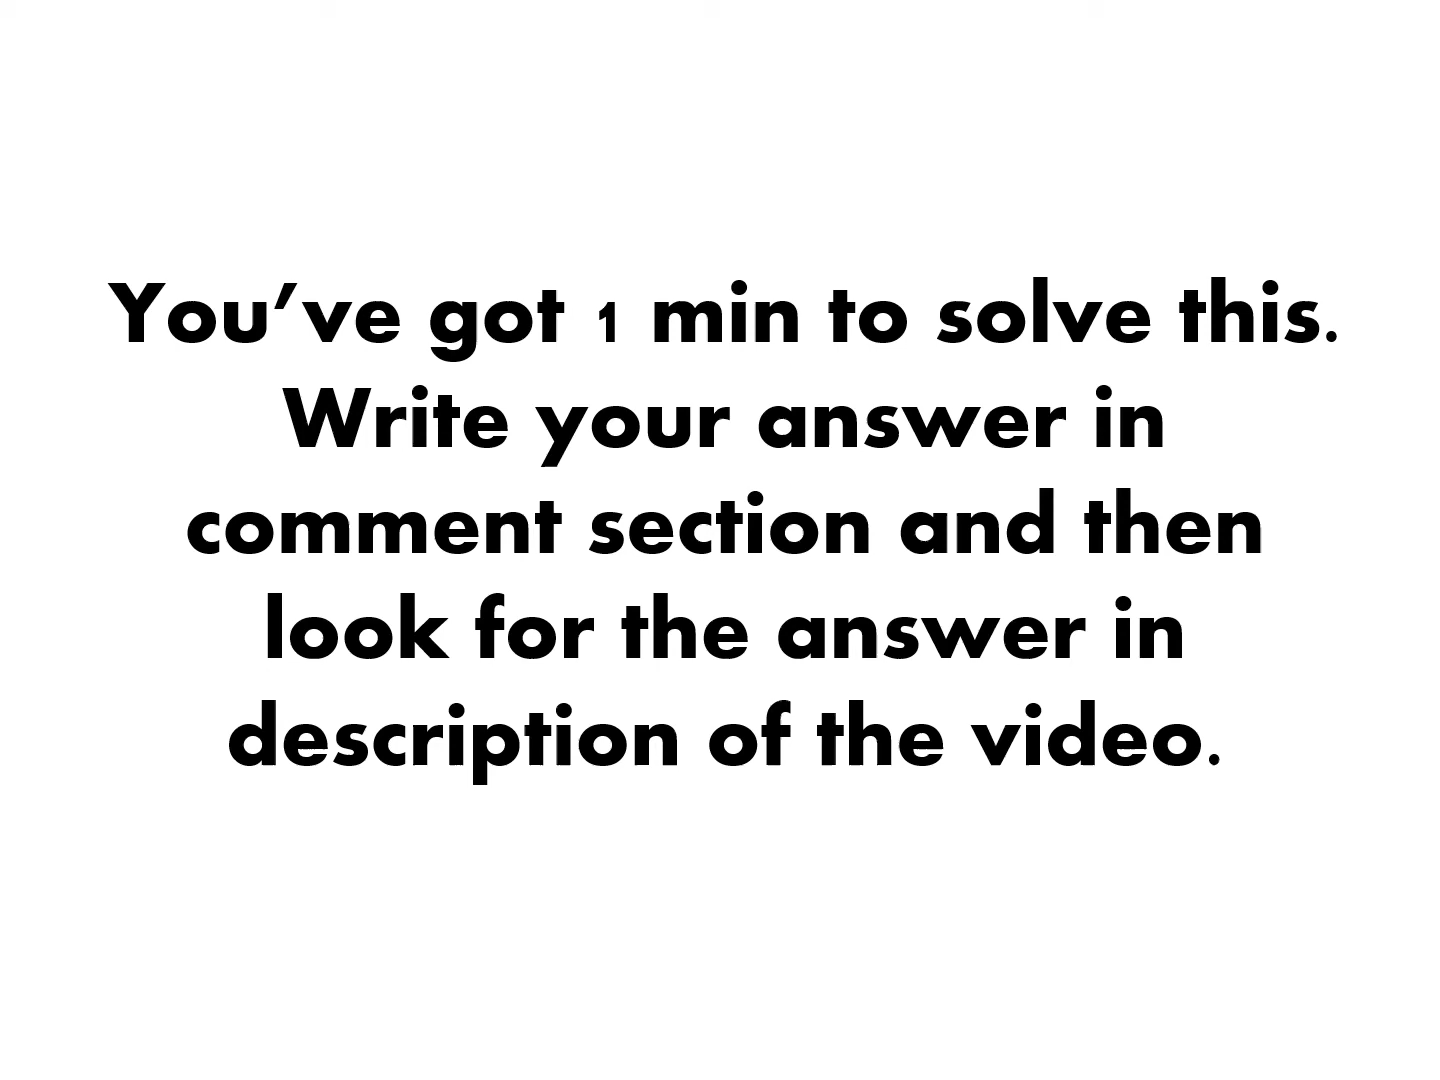 You’ve got 1 min to solve this.
Write your answer in
comment section and then
look for the answer in
description of the video.